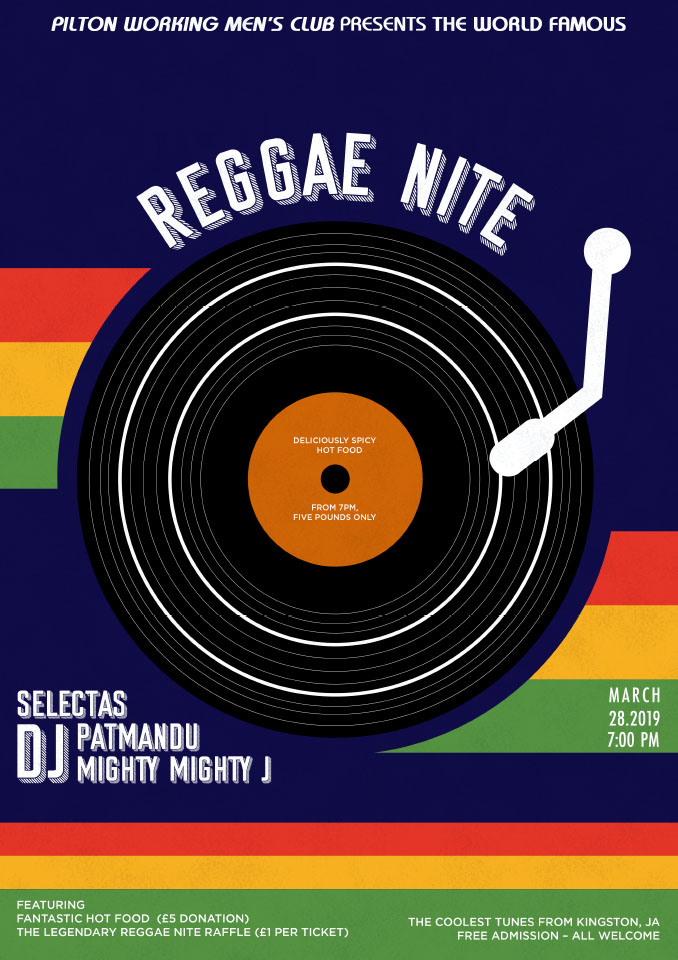 PILTON WORKING MEN'S CLUB PRESENTS THE WORLD FAMOUS
REGGAE NITE
DELICIOUSLY SPICY
HOT FOOD
FROM 7PM,
FIVE POUNDS ONLY
SELECTAS
DJ PATMANDU
MIGHTY MIGHTY J
MARCH
28.2019
7:00 PM
FEATURING
FANTASTIC HOT FOOD (£5 DONATION)
THE LEGENDARY REGGAE NITE RAFFLE (£1 PER TICKET)
THE COOLEST TUNES FROM KINGSTON, JA
FREE ADMISSION – ALL WELCOME